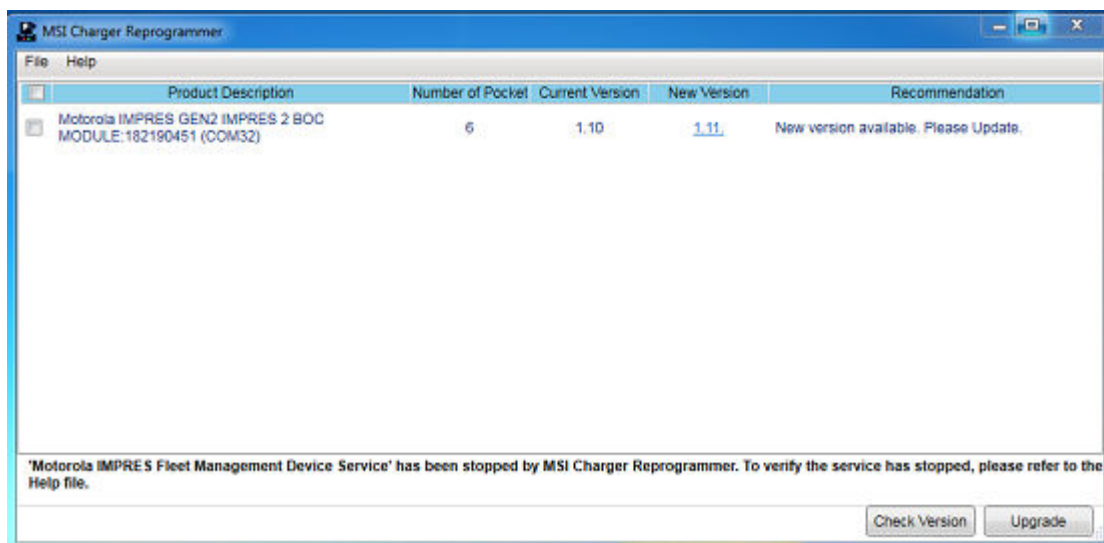 MSI Charger Reprogrammer
File Help
Product Description Number of Pocket Current Version New Version Recommendation
Motorola IMPRES GEN2 IMPRES 2 BOC
MODULE:182190451 (COM32) 6 1.10 1.11. New version available. Please Update.
'Motorola IMPRES Fleet Management Device Service' has been stopped by MSI Charger Reprogrammer. To verify the service has stopped, please refer to the
Help file.
Check Version Upgrade